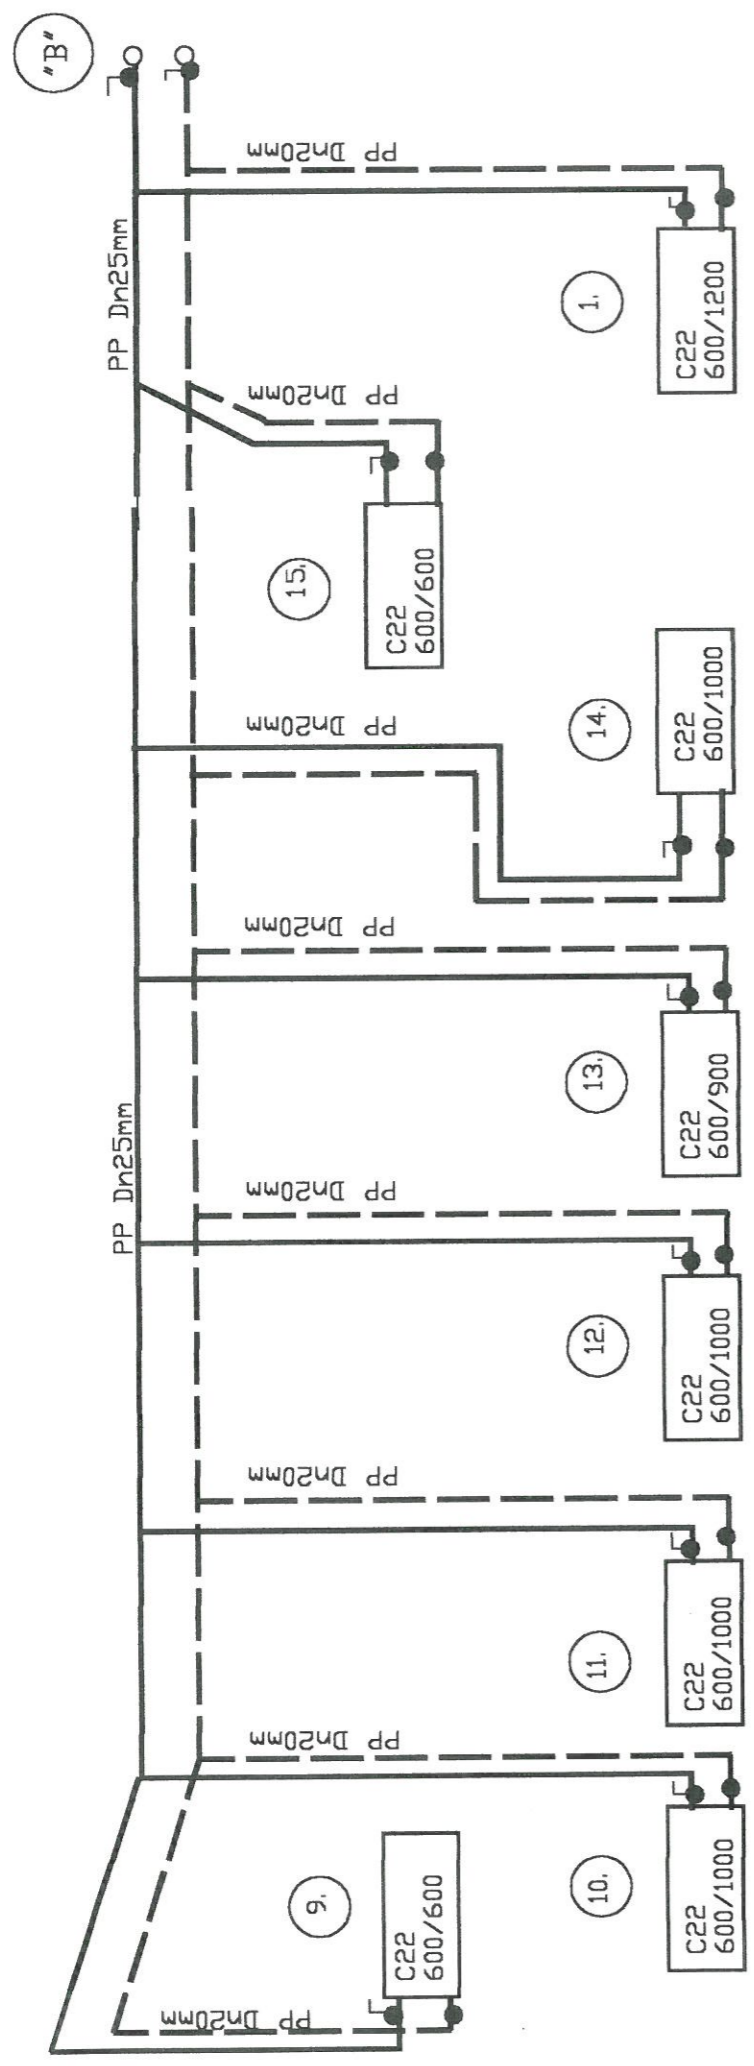 "B"
PP Dn25mm
PP Dn20mm
1.
C22
600/1200
PP Dn20mm
15.
C22
600/600
PP Dn20mm
14.
C22
600/1000
PP Dn20mm
13.
C22
600/900
PP Dn25mm
PP Dn20mm
12.
C22
600/1000
PP Dn20mm
11.
C22
600/1000
PP Dn20mm
10.
C22
600/1000
9.
C22
600/600
PP Dn20mm